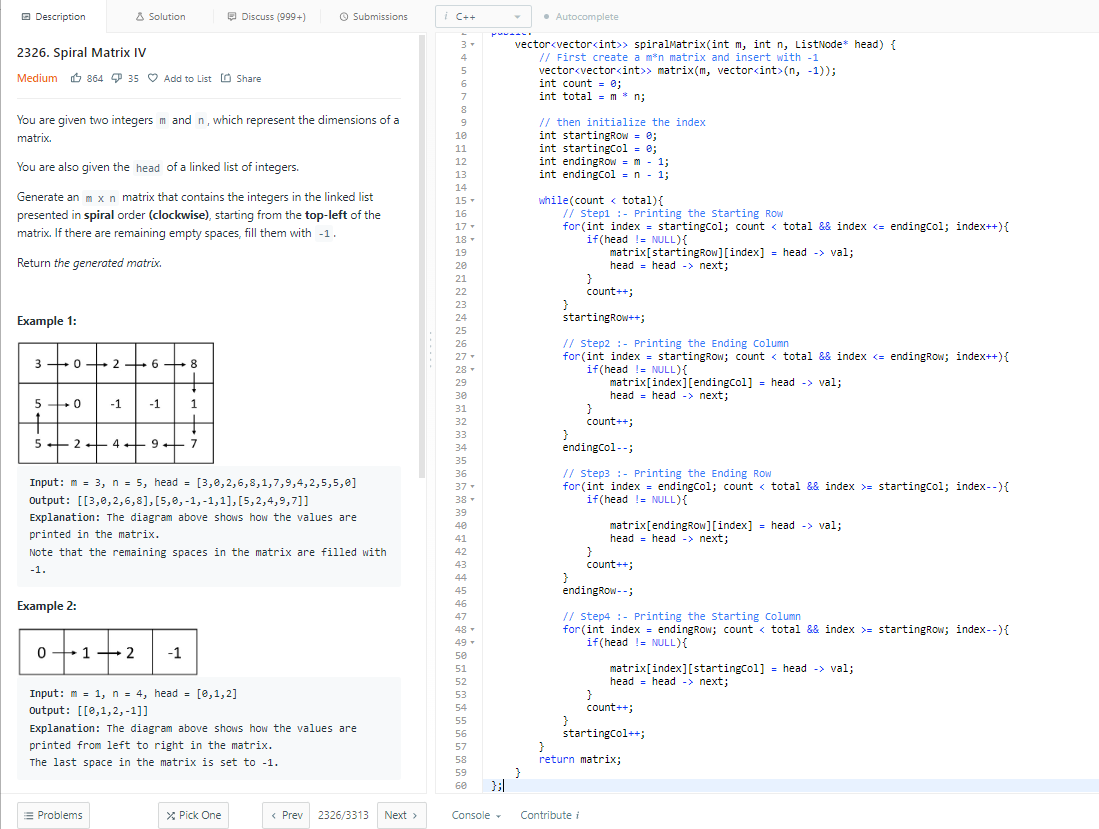 Description
Solution
Discuss (999+)
Submissions
i C++
Autocomplete
2326. Spiral Matrix IV
Medium 864 35 Add to List Share
You are given two integers m and n, which represent the dimensions of a
matrix.
You are also given the head of a linked list of integers.
Generate an m x n matrix that contains the integers in the linked list
presented in spiral order (clockwise), starting from the top-left of the
matrix. If there are remaining empty spaces, fill them with -1.
Return the generated matrix.
Example 1:
3 0 2 6 8
5 0 -1 -1 1
5 2 4 9 7
Input: m = 3, n = 5, head = [3,0,2,6,8,1,7,9,4,2,5,5,0]
Output: [[3,0,2,6,8],[5,0,-1,-1,1],[5,2,4,9,7]]
Explanation: The diagram above shows how the values are
printed in the matrix.
Note that the remaining spaces in the matrix are filled with
-1.
Example 2:
0 1 2 -1
Input: m = 1, n = 4, head = [0,1,2]
Output: [[0,1,2,-1]]
Explanation: The diagram above shows how the values are
printed from left to right in the matrix.
The last space in the matrix is set to -1.
2 public:
3 vector<vector<int>> spiralMatrix(int m, int n, ListNode* head) {
4 // First create a m*n matrix and insert with -1
5 vector<vector<int>> matrix(m, vector<int>(n, -1));
6 int count = 0;
7 int total = m * n;
8
9 // then initialize the index
10 int startingRow = 0;
11 int startingCol = 0;
12 int endingRow = m - 1;
13 int endingCol = n - 1;
14
15 while(count < total){
16 // Step1 :- Printing the Starting Row
17 for(int index = startingCol; count < total && index <= endingCol; index++){
18 if(head != NULL){
19 matrix[startingRow][index] = head -> val;
20 head = head -> next;
21 }
22 count++;
23 }
24 startingRow++;
25
26 // Step2 :- Printing the Ending Column
27 for(int index = startingRow; count < total && index <= endingRow; index++){
28 if(head != NULL){
29 matrix[index][endingCol] = head -> val;
30 head = head -> next;
31 }
32 count++;
33 }
34 endingCol--;
35
36 // Step3 :- Printing the Ending Row
37 for(int index = endingCol; count < total && index >= startingCol; index--){
38 if(head != NULL){
39
40 matrix[endingRow][index] = head -> val;
41 head = head -> next;
42 }
43 count++;
44 }
45 endingRow--;
46
47 // Step4 :- Printing the Starting Column
48 for(int index = endingRow; count < total && index >= startingRow; index--){
49 if(head != NULL){
50
51 matrix[index][startingCol] = head -> val;
52 head = head -> next;
53 }
54 count++;
55 }
56 startingCol++;
57 }
58 return matrix;
59 }
60 };
Problems
Pick One
Prev
2326/3313
Next
Console
Contribute i